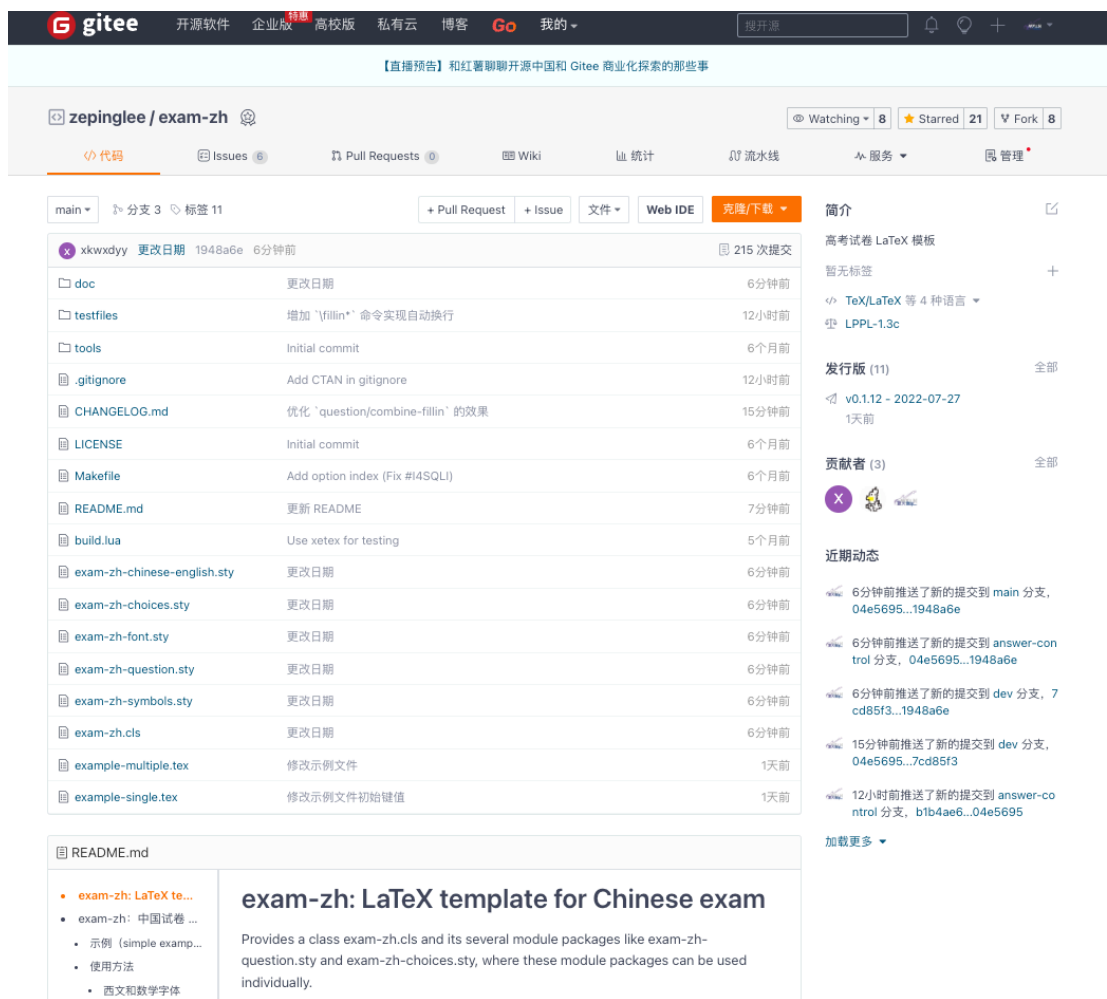 gitee 开源软件 企业版 特惠 高校版 私有云 博客 Go 我的 搜开源
【直播预告】和红薯聊聊开源中国和 Gitee 商业化探索的那些事
zepinglee / exam-zh Watching 8 Starred 21 Fork 8
代码 Issues 6 Pull Requests 0 Wiki 统计 流水线 服务 管理
main 分支 3 标签 11 + Pull Request + Issue 文件 Web IDE 克隆/下载
X xkwxdyy 更改日期 1948a6e 6分钟前 215 次提交
doc 更改日期 6分钟前
testfiles 增加 `\fillin*` 命令实现自动换行 12小时前
tools Initial commit 6个月前
.gitignore Add CTAN in gitignore 12小时前
CHANGELOG.md 优化 `question/combine-fillin` 的效果 15分钟前
LICENSE Initial commit 6个月前
Makefile Add option index (Fix #I4SQLI) 6个月前
README.md 更新 README 7分钟前
build.lua Use xetex for testing 5个月前
exam-zh-chinese-english.sty 更改日期 6分钟前
exam-zh-choices.sty 更改日期 6分钟前
exam-zh-font.sty 更改日期 6分钟前
exam-zh-question.sty 更改日期 6分钟前
exam-zh-symbols.sty 更改日期 6分钟前
exam-zh.cls 更改日期 6分钟前
example-multiple.tex 修改示例文件 1天前
example-single.tex 修改示例文件初始键值 1天前
简介
高考试卷 LaTeX 模板
暂无标签
TeX/LaTeX 等 4 种语言
LPPL-1.3c
发行版 (11) 全部
v0.1.12 - 2022-07-27
1天前
贡献者 (3) 全部
X
近期动态
6分钟前推送了新的提交到 main 分支,
04e5695...1948a6e
6分钟前推送了新的提交到 answer-con
trol 分支, 04e5695...1948a6e
6分钟前推送了新的提交到 dev 分支, 7
cd85f3...1948a6e
15分钟前推送了新的提交到 dev 分支,
04e5695...7cd85f3
12小时前推送了新的提交到 answer-co
ntrol 分支, b1b4ae6...04e5695
加载更多
README.md
exam-zh: LaTeX te...
exam-zh：中国试卷 ...
示例（simple examp...
使用方法
西文和数学字体
exam-zh: LaTeX template for Chinese exam
Provides a class exam-zh.cls and its several module packages like exam-zh-
question.sty and exam-zh-choices.sty, where these module packages can be used
individually.